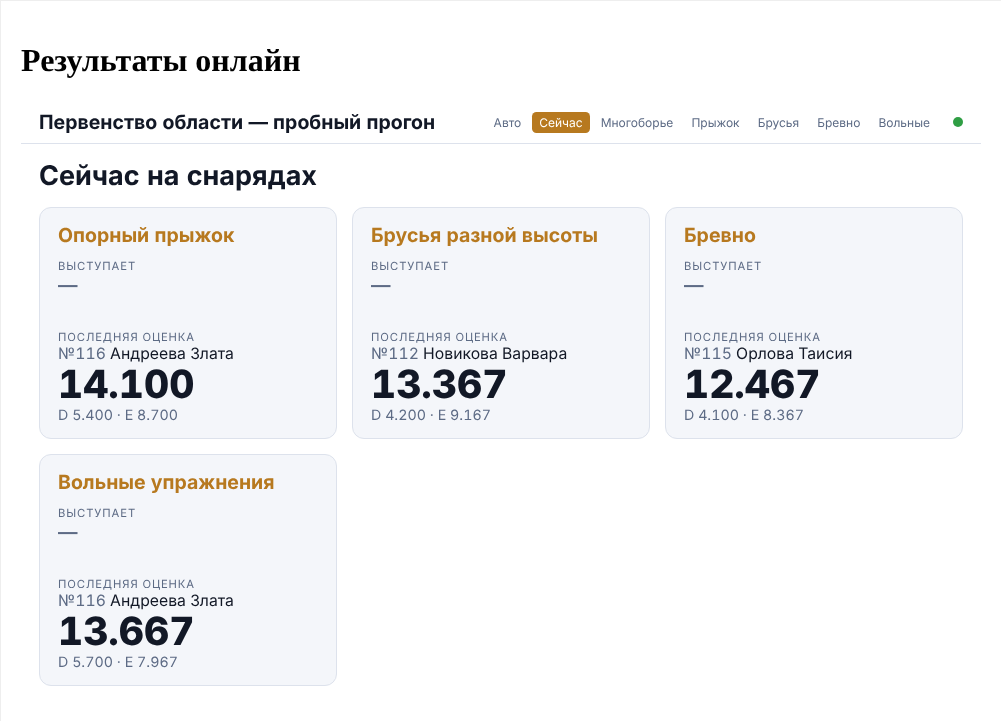 Результаты онлайн
Первенство области — пробный прогон
Авто Сейчас Многоборье Прыжок Брусья Бревно Вольные
Сейчас на снарядах
Опорный прыжок
ВЫСТУПАЕТ
—
ПОСЛЕДНЯЯ ОЦЕНКА
№116 Андреева Злата
14.100
D 5.400 · E 8.700
Брусья разной высоты
ВЫСТУПАЕТ
—
ПОСЛЕДНЯЯ ОЦЕНКА
№112 Новикова Варвара
13.367
D 4.200 · E 9.167
Бревно
ВЫСТУПАЕТ
—
ПОСЛЕДНЯЯ ОЦЕНКА
№115 Орлова Таисия
12.467
D 4.100 · E 8.367
Вольные упражнения
ВЫСТУПАЕТ
—
ПОСЛЕДНЯЯ ОЦЕНКА
№116 Андреева Злата
13.667
D 5.700 · E 7.967